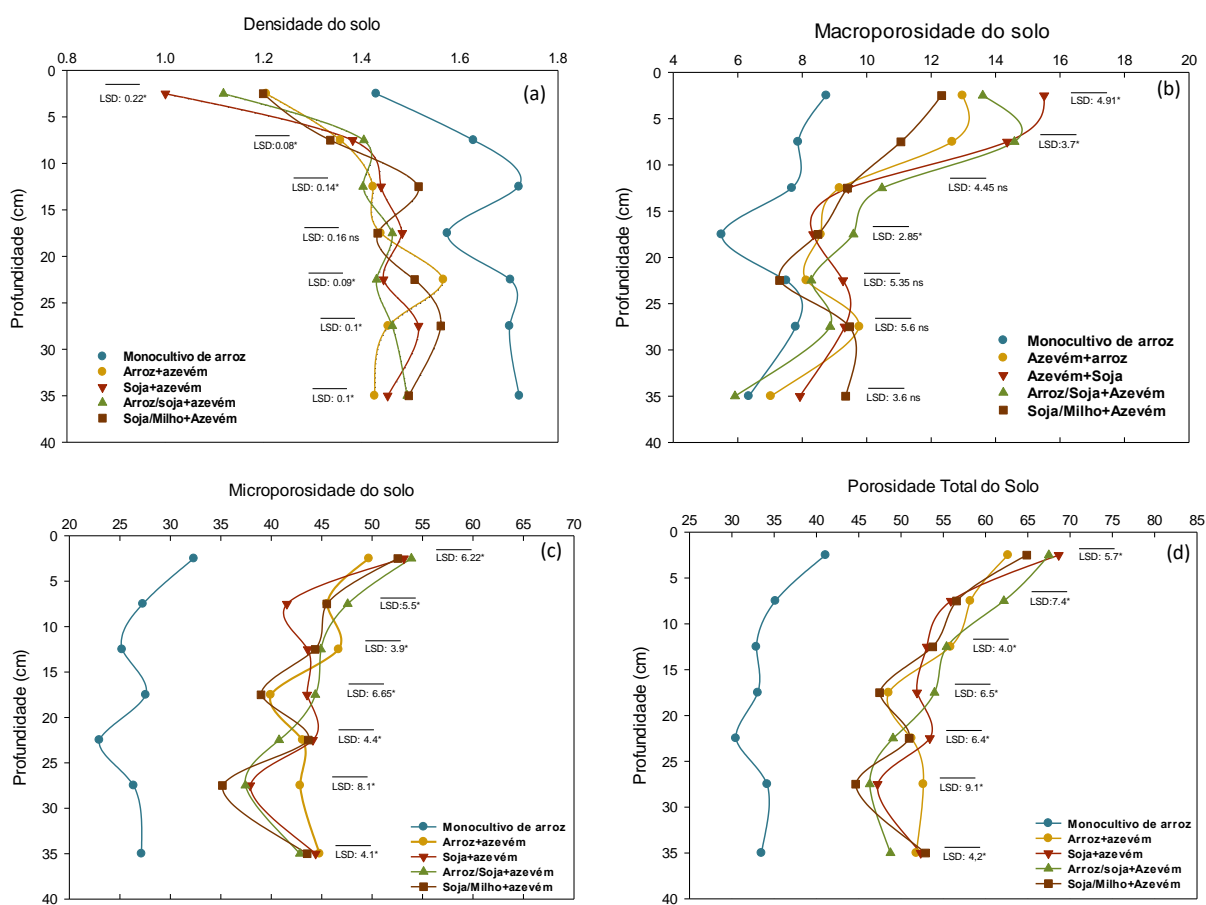 Densidade do solo
0.8 1.0 1.2 1.4 1.6 1.8
Profundidade (cm)
0
5
10
15
20
25
30
35
40
(a)
LSD: 0.22*
LSD:0.08*
LSD: 0.14*
LSD: 0.16 ns
LSD: 0.09*
LSD: 0.1*
LSD: 0.1*
Monocultivo de arroz
Arroz+azevém
Soja+azevém
Arroz/soja+azevém
Soja/Milho+Azevém
Macroporosidade do solo
4 6 8 10 12 14 16 18 20
Profundidade (cm)
0
5
10
15
20
25
30
35
40
(b)
LSD: 4.91*
LSD:3.7*
LSD: 4.45 ns
LSD: 2.85*
LSD: 5.35 ns
LSD: 5.6 ns
LSD: 3.6 ns
Monocultivo de arroz
Azevém+arroz
Azevém+Soja
Arroz/Soja+Azevém
Soja/Milho+Azevém
Microporosidade do solo
20 25 30 35 40 45 50 55 60 65 70
Profundidade (cm)
0
5
10
15
20
25
30
35
40
(c)
LSD: 6.22*
LSD:5.5*
LSD: 3.9*
LSD: 6.65*
LSD: 4.4*
LSD: 8.1*
LSD: 4.1*
Monocultivo de arroz
Arroz+azevém
Soja+azevém
Arroz/Soja+azevém
Soja/Milho+azevém
Porosidade Total do Solo
25 30 35 40 45 50 55 60 65 70 75 80 85
Profundidade (cm)
0
5
10
15
20
25
30
35
40
(d)
LSD: 5.7*
LSD:7.4*
LSD: 4.0*
LSD: 6.5*
LSD: 6.4*
LSD: 9.1*
LSD: 4,2*
Monocultivo de arroz
Arroz+azevém
Soja+azevém
Arroz/soja+Azevém
Soja/Milho+Azevém